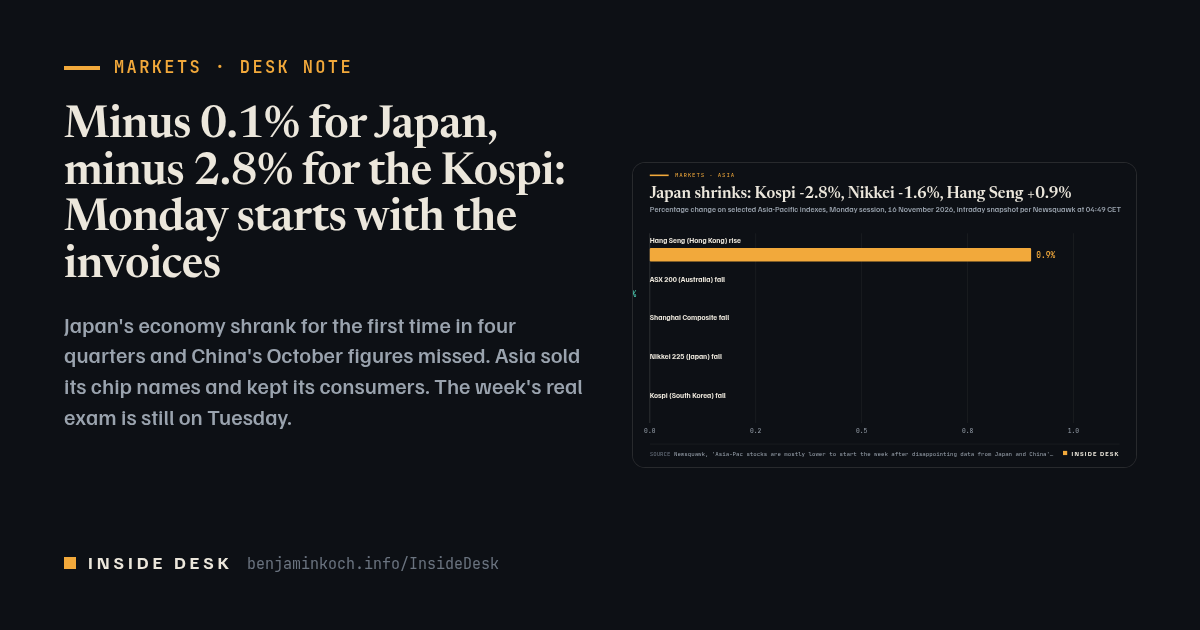 MARKETS · DESK NOTE
Minus 0.1% for Japan,
minus 2.8% for the Kospi:
Monday starts with the
invoices
Japan's economy shrank for the first time in four
quarters and China's October figures missed. Asia sold
its chip names and kept its consumers. The week's real
exam is still on Tuesday.
MARKETS · ASIA
Japan shrinks: Kospi -2.8%, Nikkei -1.6%, Hang Seng +0.9%
Percentage change on selected Asia-Pacific indexes, Monday session, 16 November 2026, intraday snapshot per Newsquawk at 04:49 CET
Hang Seng (Hong Kong) rise
0.9%
ASX 200 (Australia) fall
%
Shanghai Composite fall
Nikkei 225 (Japan) fall
Kospi (South Korea) fall
0.0 0.2 0.5 0.8 1.0
SOURCE Newsquawk, 'Asia-Pac stocks are mostly lower to start the week after disappointing data from Japan and China'…
INSIDE DESK
INSIDE DESK benjaminkoch.info/InsideDesk